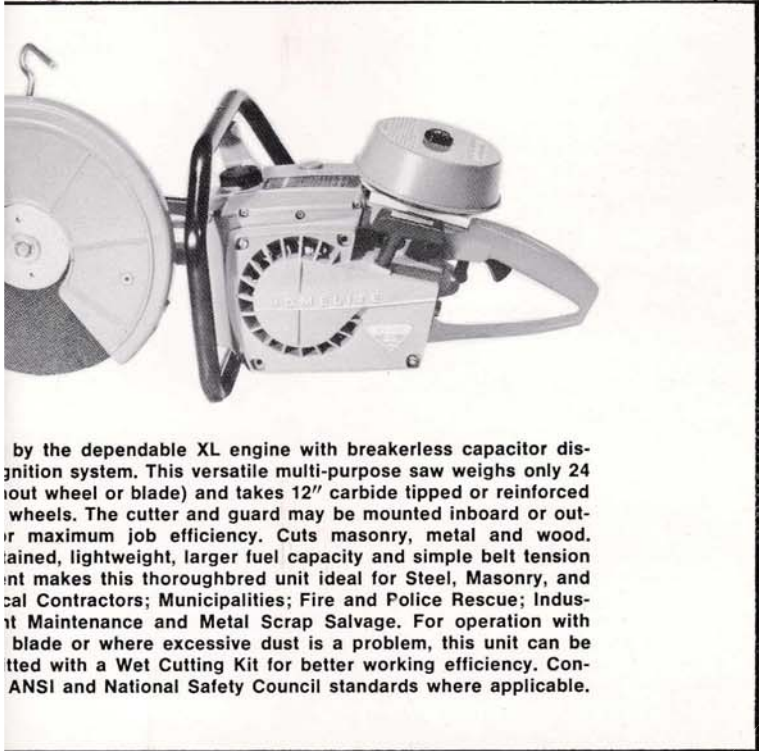 HOMELITE
by the dependable XL engine with breakerless capacitor dis-
gnition system. This versatile multi-purpose saw weighs only 24
out wheel or blade) and takes 12″ carbide tipped or reinforced
wheels. The cutter and guard may be mounted inboard or out-
r maximum job efficiency. Cuts masonry, metal and wood.
tained, lightweight, larger fuel capacity and simple belt tension
nt makes this thoroughbred unit ideal for Steel, Masonry, and
cal Contractors; Municipalities; Fire and Police Rescue; Indus-
t Maintenance and Metal Scrap Salvage. For operation with
blade or where excessive dust is a problem, this unit can be
tted with a Wet Cutting Kit for better working efficiency. Con-
ANSI and National Safety Council standards where applicable.